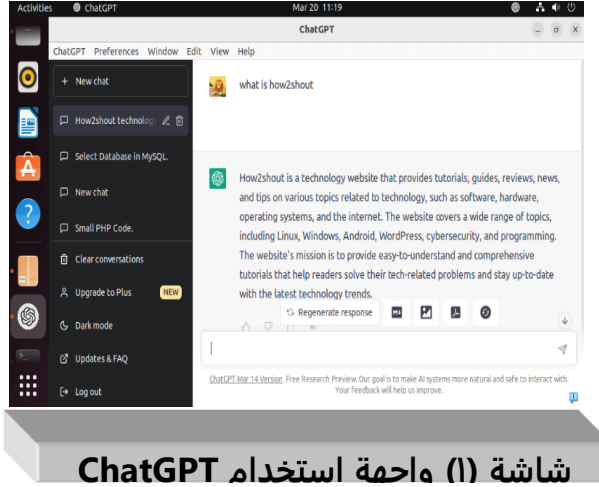 Activities ChatGPT Mar 20 11:19
ChatGPT
ChatGPT Preferences Window Edit View Help
+ New chat
How2shout technolog
Select Database in MySQL.
New chat
Small PHP Code.
Clear conversations
Upgrade to Plus NEW
Dark mode
Updates & FAQ
Log out
what is how2shout
How2shout is a technology website that provides tutorials, guides, reviews, news,
and tips on various topics related to technology, such as software, hardware,
operating systems, and the internet. The website covers a wide range of topics,
including Linux, Windows, Android, WordPress, cybersecurity, and programming.
The website's mission is to provide easy-to-understand and comprehensive
tutorials that help readers solve their tech-related problems and stay up-to-date
with the latest technology trends.
Regenerate response
ChatGPT Mar 14 Version. Free Research Preview. Our goal is to make AI systems more natural and safe to interact with.
Your feedback will help us improve.
شاشة (١) واجهة استخدام ChatGPT